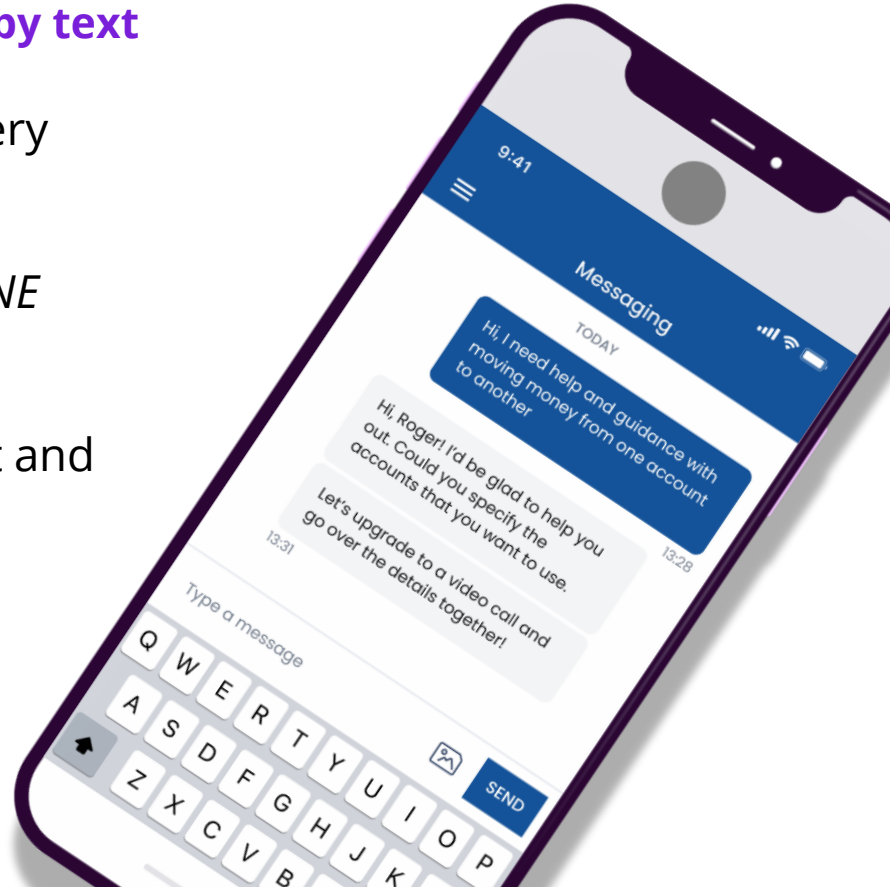 by text
ery
NE
t and
9:41
Messaging
TODAY
Hi, I need help and guidance with
moving money from one account
to another
13:28
Hi, Roger! I'd be glad to help you
out. Could you specify the
accounts that you want to use.
Let's upgrade to a video call and
go over the details together!
13:31
Type a message
SEND
Q W E R T Y U I O P
A S D F G H J K
Z X C V B